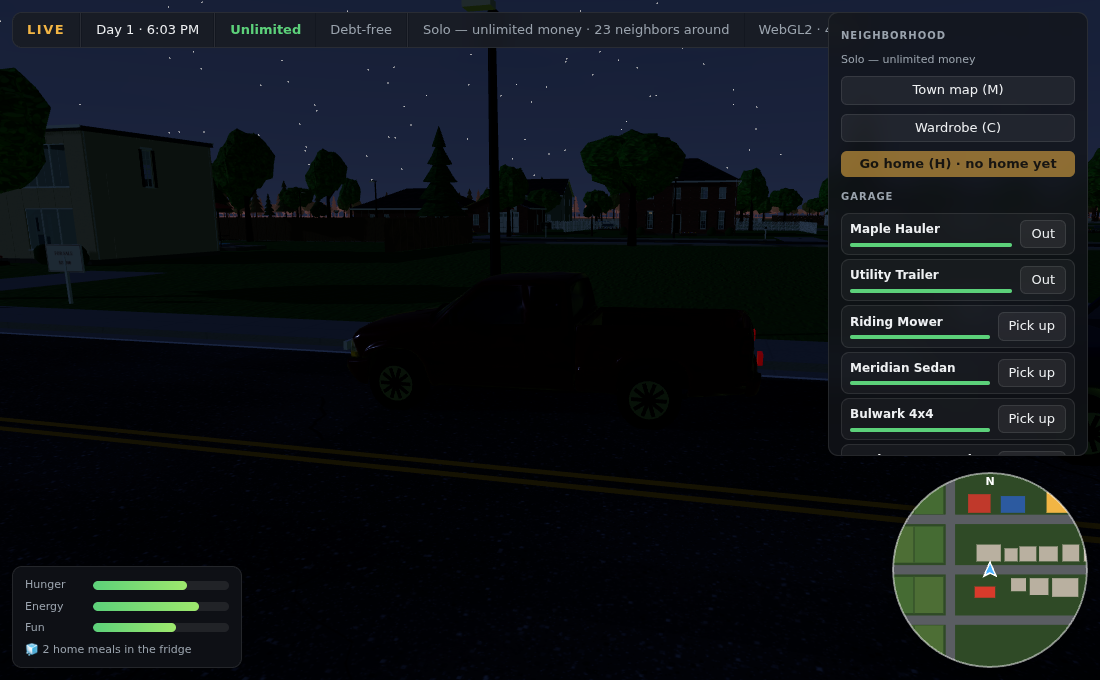 LIVE
Day 1 · 6:03 PM
Unlimited
Debt-free
Solo — unlimited money · 23 neighbors around
WebGL2 ·
NEIGHBORHOOD
Solo — unlimited money
Town map (M)
Wardrobe (C)
Go home (H) · no home yet
GARAGE
Maple Hauler
Out
Utility Trailer
Out
Riding Mower
Pick up
Meridian Sedan
Pick up
Bulwark 4x4
Pick up
N
Hunger
Energy
Fun
2 home meals in the fridge